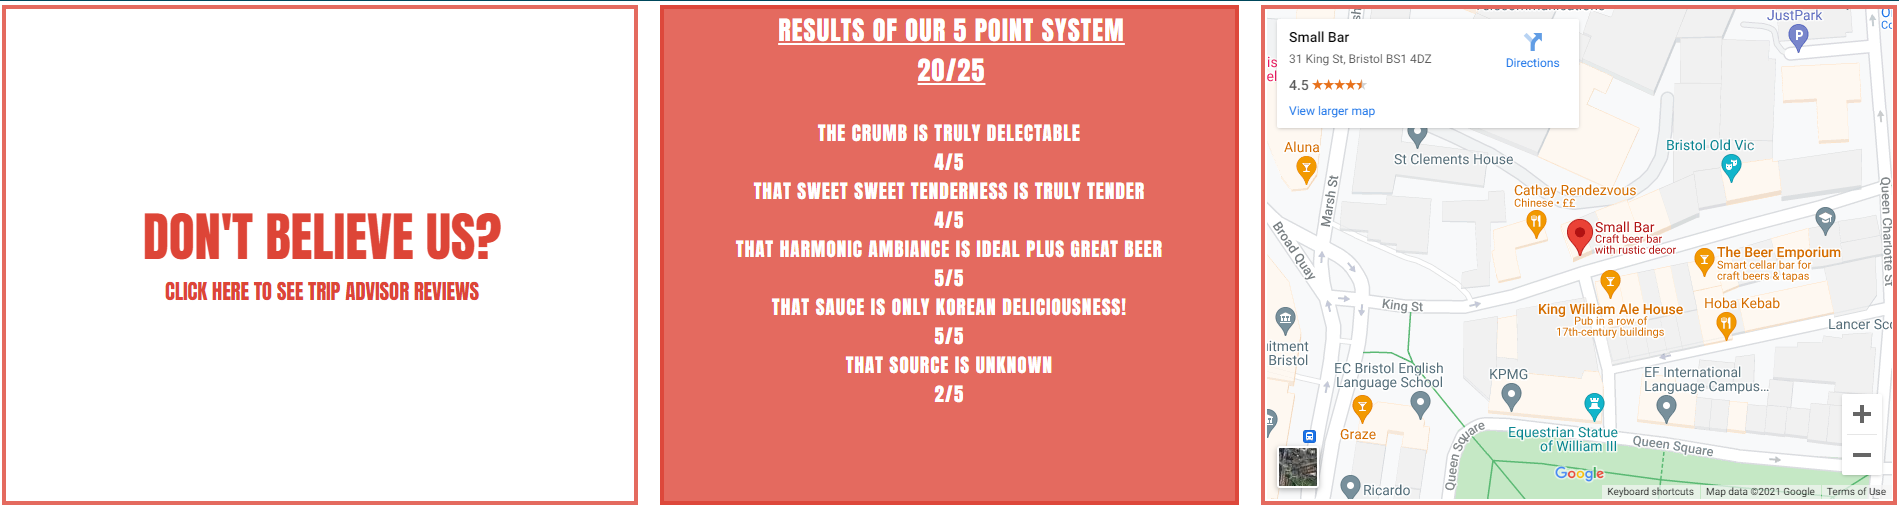 DON'T BELIEVE US?
CLICK HERE TO SEE TRIP ADVISOR REVIEWS
RESULTS OF OUR 5 POINT SYSTEM
20/25
THE CRUMB IS TRULY DELECTABLE
4/5
THAT SWEET SWEET TENDERNESS IS TRULY TENDER
4/5
THAT HARMONIC AMBIANCE IS IDEAL PLUS GREAT BEER
5/5
THAT SAUCE IS ONLY KOREAN DELICIOUSNESS!
5/5
THAT SOURCE IS UNKNOWN
2/5
Small Bar
31 King St, Bristol BS1 4DZ
Directions
4.5
View larger map
JustPark
P
Aluna
St Clements House
Bristol Old Vic
Marsh St
Cathay Rendezvous
Chinese • ££
Queen Charlotte St
Broad Quay
Small Bar
Craft beer bar
with rustic decor
The Beer Emporium
Smart cellar bar for
craft beers & tapas
King St
King William Ale House
Pub in a row of
17th-century buildings
Hoba Kebab
Lancer
Bristol
EC Bristol English
Language School
KPMG
EF International
Language Campus...
Graze
Equestrian Statue
of William III
Queen Square
Queen Square
Ricardo
Google
Keyboard shortcuts
Map data ©2021 Google
Terms of Use